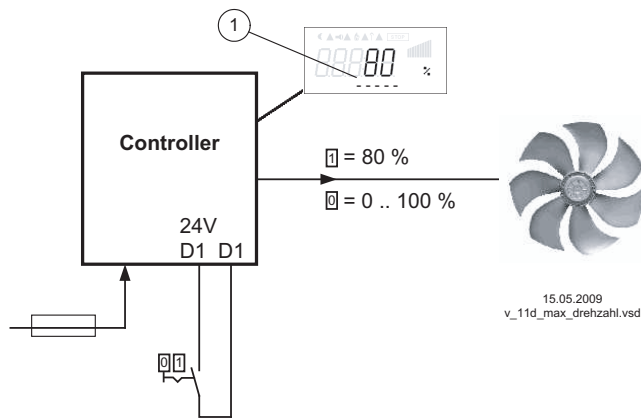 1
80
%
Controller
1 = 80 %
0 = 0 .. 100 %
24V
D1 D1
15.05.2009
v_11d_max_drehzahl.vsd
0 1